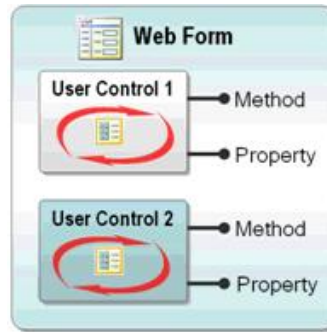 Web Form
User Control 1
Method
Property
User Control 2
Method
Property